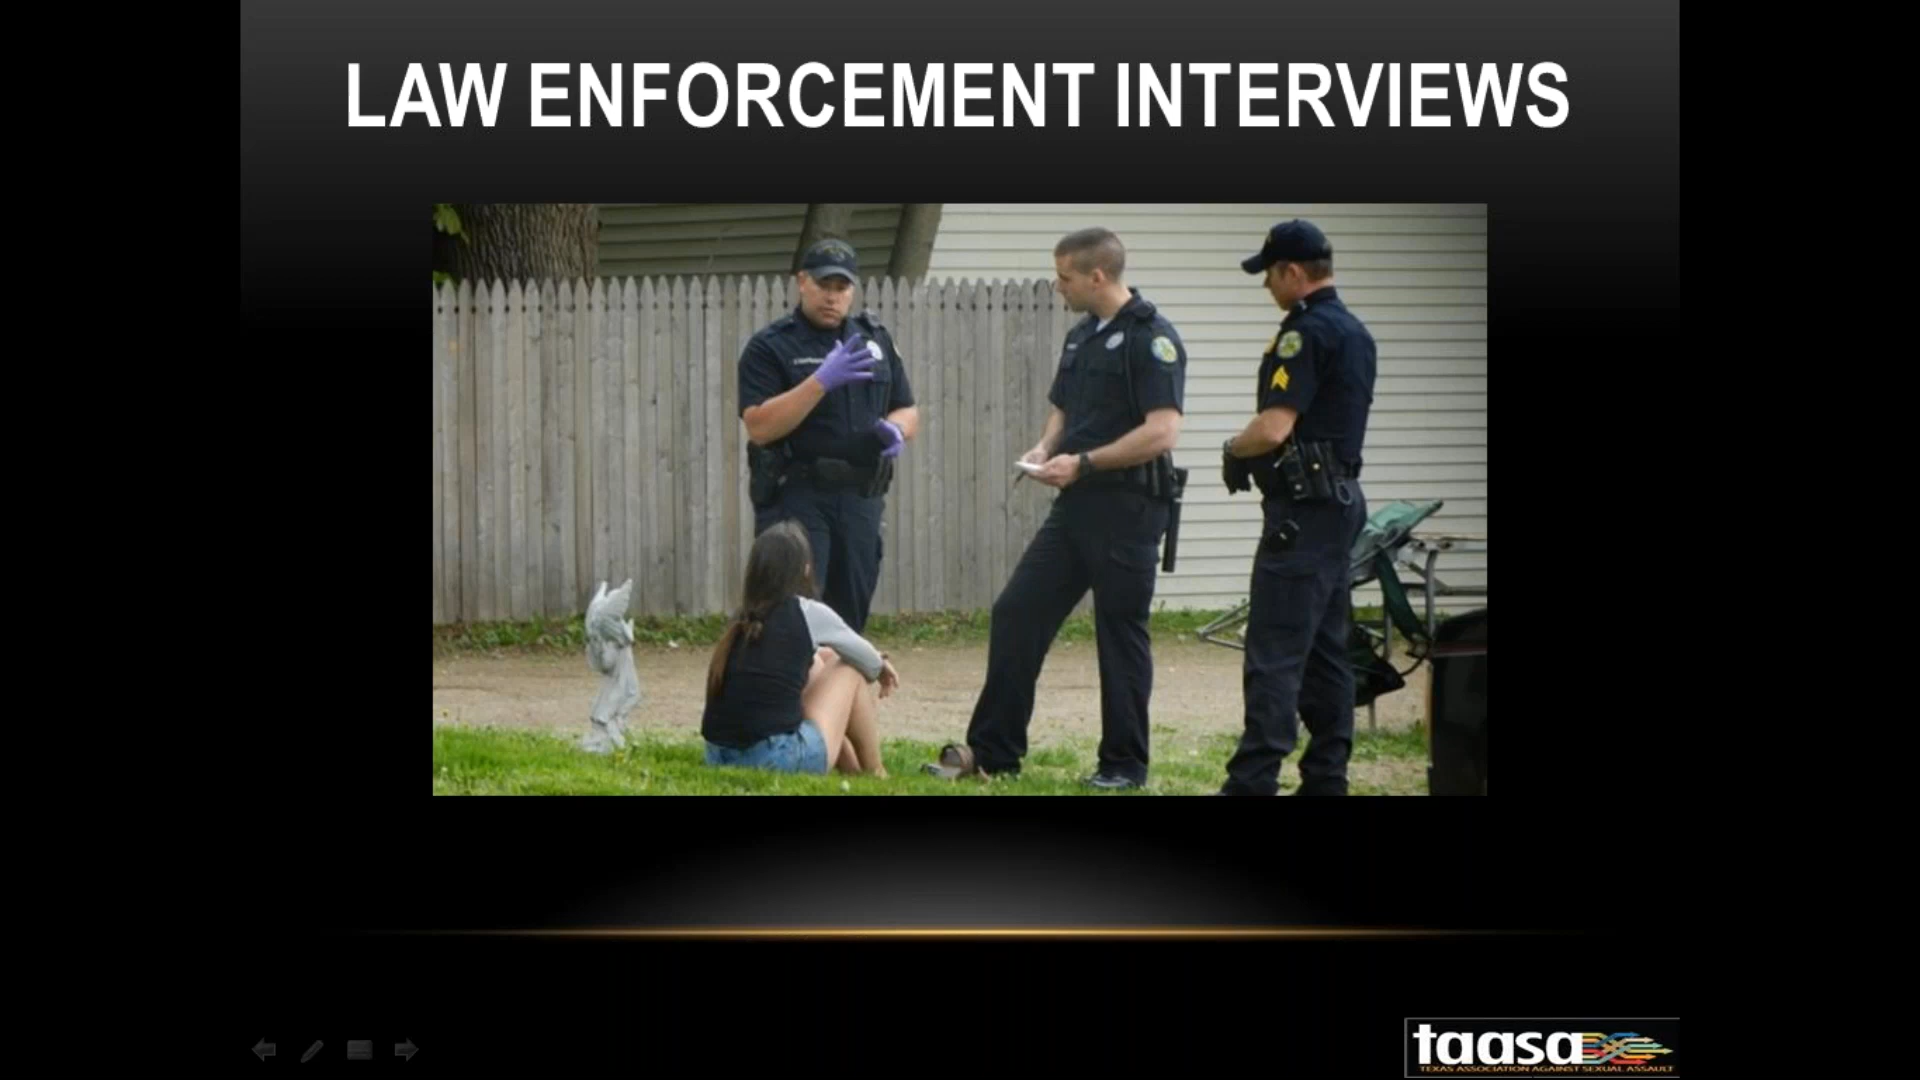 LAW ENFORCEMENT INTERVIEWS
taasa
TEXAS ASSOCIATION AGAINST SEXUAL ASSAULT